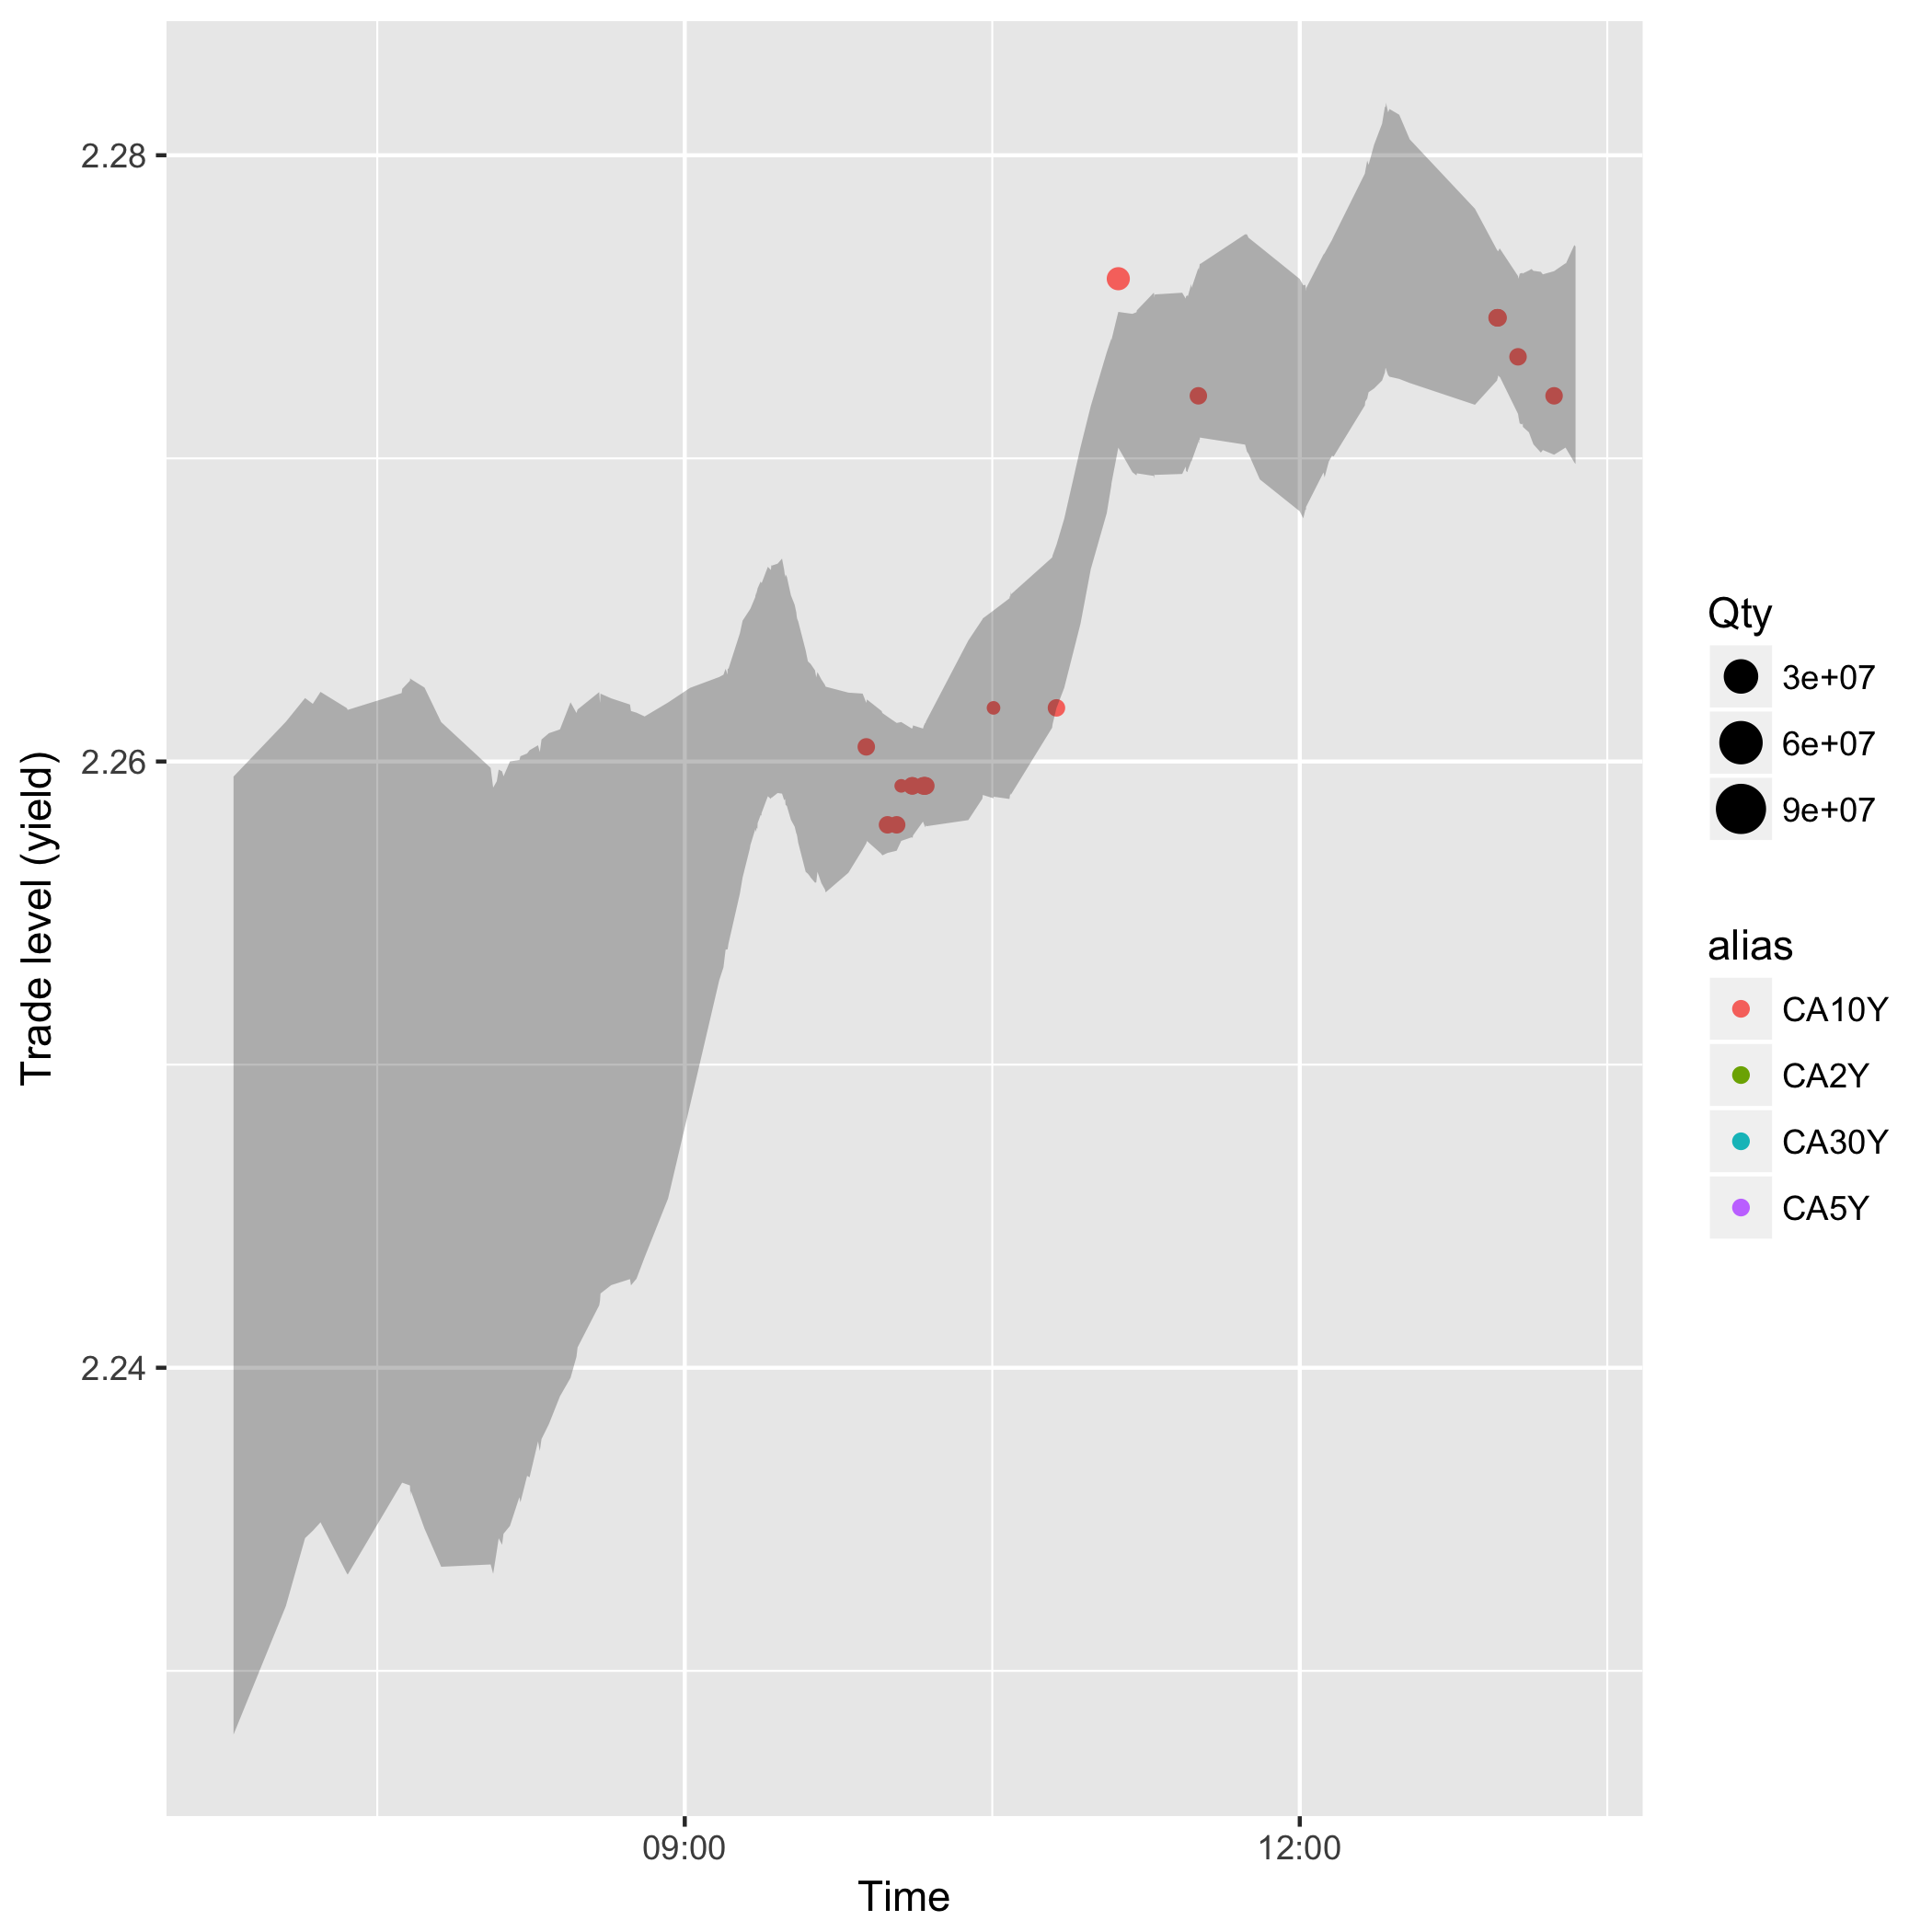 2.28
2.26
2.24
Trade level (yield)
09:00
12:00
Time
Qty
3e+07
6e+07
9e+07
alias
CA10Y
CA2Y
CA30Y
CA5Y